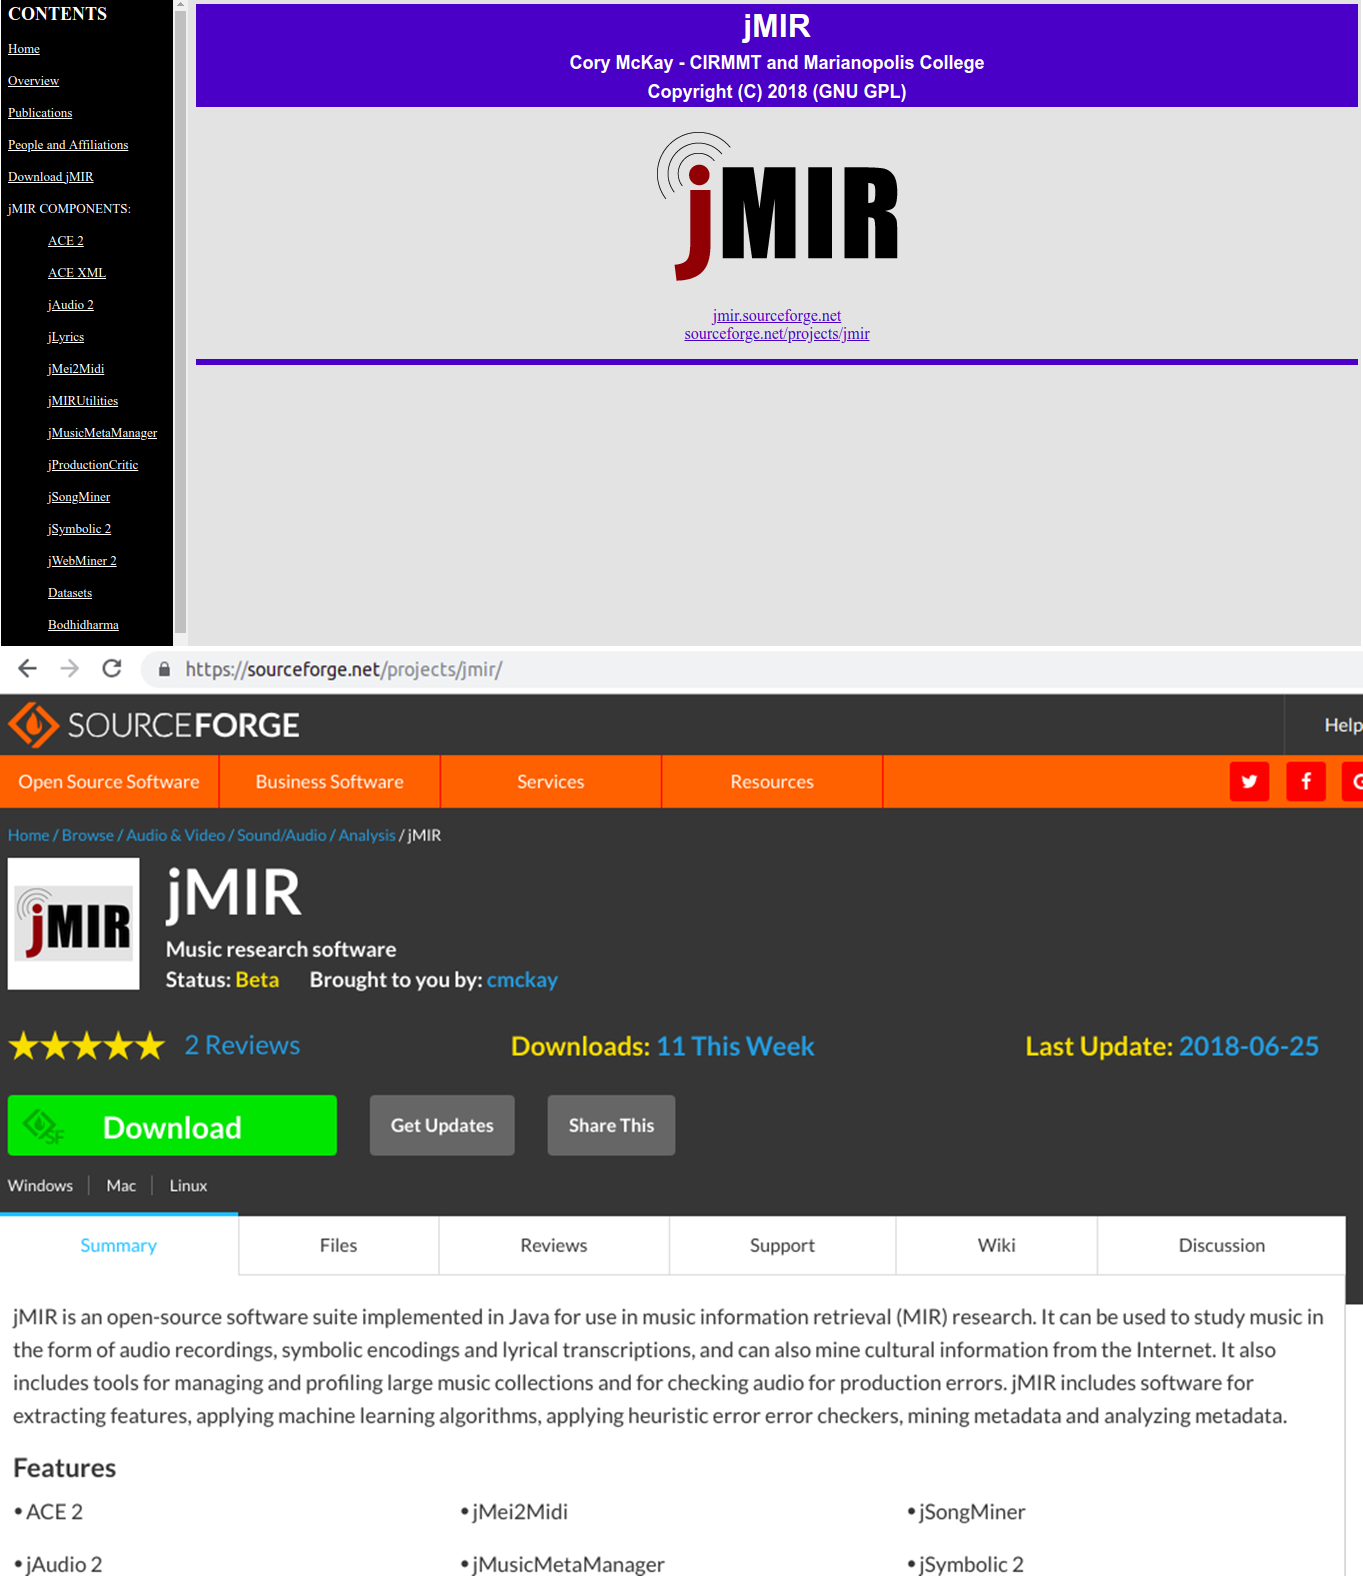 CONTENTS
Home
Overview
Publications
People and Affiliations
Download jMIR
jMIR COMPONENTS:
ACE 2
ACE XML
jAudio 2
jLyrics
jMei2Midi
jMIRUtilities
jMusicMetaManager
jProductionCritic
jSongMiner
jSymbolic 2
jWebMiner 2
Datasets
Bodhidharma
jMIR
Cory McKay - CIRMMT and Marianopolis College
Copyright (C) 2018 (GNU GPL)
jMIR
jmir.sourceforge.net
sourceforge.net/projects/jmir
https://sourceforge.net/projects/jmir/
SOURCEFORGE
Help
Open Source Software Business Software Services Resources
Home / Browse / Audio & Video / Sound/Audio / Analysis / jMIR
jMIR
jMIR
Music research software
Status: Beta Brought to you by: cmckay
2 Reviews Downloads: 11 This Week Last Update: 2018-06-25
SF Download Get Updates Share This
Windows Mac Linux
Summary Files Reviews Support Wiki Discussion
jMIR is an open-source software suite implemented in Java for use in music information retrieval (MIR) research. It can be used to study music in
the form of audio recordings, symbolic encodings and lyrical transcriptions, and can also mine cultural information from the Internet. It also
includes tools for managing and profiling large music collections and for checking audio for production errors. jMIR includes software for
extracting features, applying machine learning algorithms, applying heuristic error error checkers, mining metadata and analyzing metadata.
Features
• ACE 2 • jMei2Midi • jSongMiner
• jAudio 2 • jMusicMetaManager • jSymbolic 2